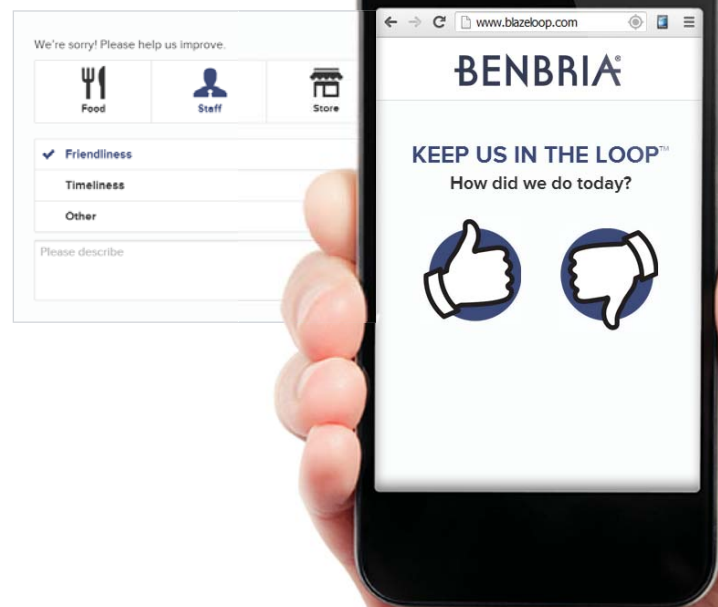 We're sorry! Please help us improve.
Food
Staff
Store
Friendliness
Timeliness
Other
Please describe
www.blazeloop.com
BENBRIA®
KEEP US IN THE LOOP™
How did we do today?